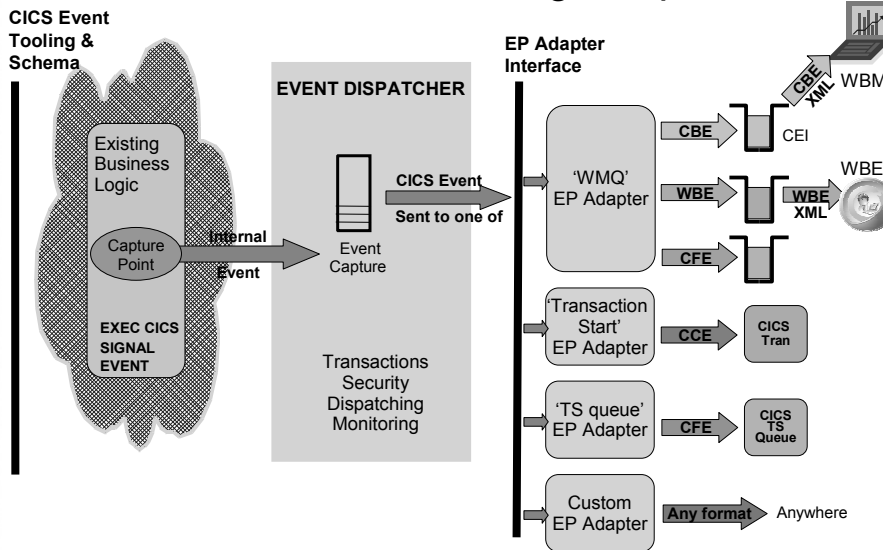 CICS Event
Tooling &
Schema
Existing
Business
Logic
Capture
Point
EXEC CICS
SIGNAL
EVENT
Internal
Event
EVENT DISPATCHER
Event
Capture
Transactions
Security
Dispatching
Monitoring
CICS Event
Sent to one of
EP Adapter
Interface
'WMQ'
EP Adapter
CBE
CEI
CBE
XML
WBM
WBE
WBE
XML
WBE
CFE
'Transaction
Start'
EP Adapter
CCE
CICS
Tran
'TS queue'
EP Adapter
CFE
CICS
TS
Queue
Custom
EP Adapter
Any format
Anywhere